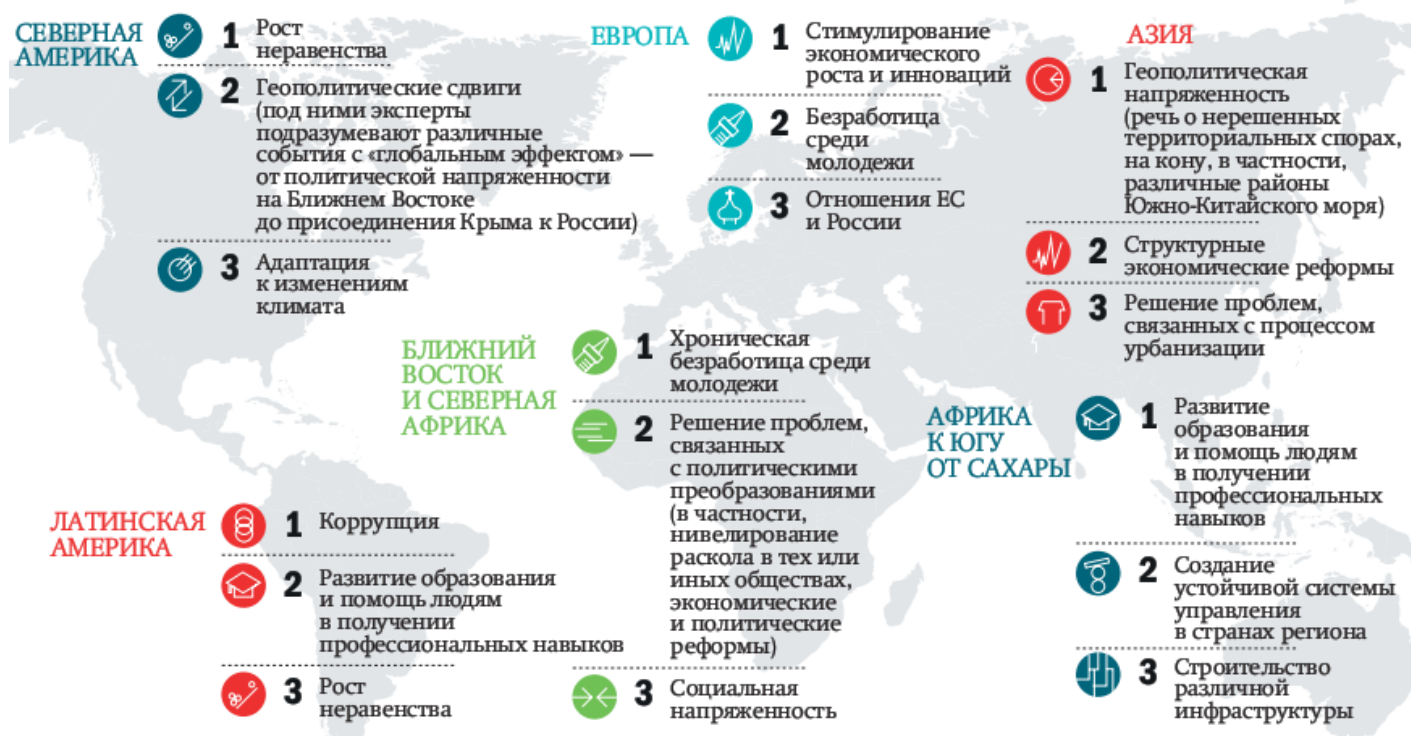 СЕВЕРНАЯ
АМЕРИКА
1 Рост
неравенства
2 Геополитические сдвиги
(под ними эксперты
подразумевают различные
события с «глобальным эффектом» —
от политической напряженности
на Ближнем Востоке
до присоединения Крыма к России)
3 Адаптация
к изменениям
климата
ЕВРОПА
1 Стимулирование
экономического
роста и инноваций
2 Безработица
среди
молодежи
3 Отношения ЕС
и России
АЗИЯ
1 Геополитическая
напряженность
(речь о нерешенных
территориальных спорах,
на кону, в частности,
различные районы
Южно-Китайского моря)
2 Структурные
экономические реформы
3 Решение проблем,
связанных с процессом
урбанизации
БЛИЖНИЙ
ВОСТОК
И СЕВЕРНАЯ
АФРИКА
1 Хроническая
безработица среди
молодежи
2 Решение проблем,
связанных
с политическими
преобразованиями
(в частности,
нивелирование
раскола в тех или
иных обществах,
экономические
и политические
реформы)
3 Социальная
напряженность
АФРИКА
К ЮГУ
ОТ САХАРЫ
1 Развитие
образования
и помощь людям
в получении
профессиональных
навыков
2 Создание
устойчивой системы
управления
в странах региона
3 Строительство
различной
инфраструктуры
ЛАТИНСКАЯ
АМЕРИКА
1 Коррупция
2 Развитие образования
и помощь людям
в получении
профессиональных навыков
3 Рост
неравенства